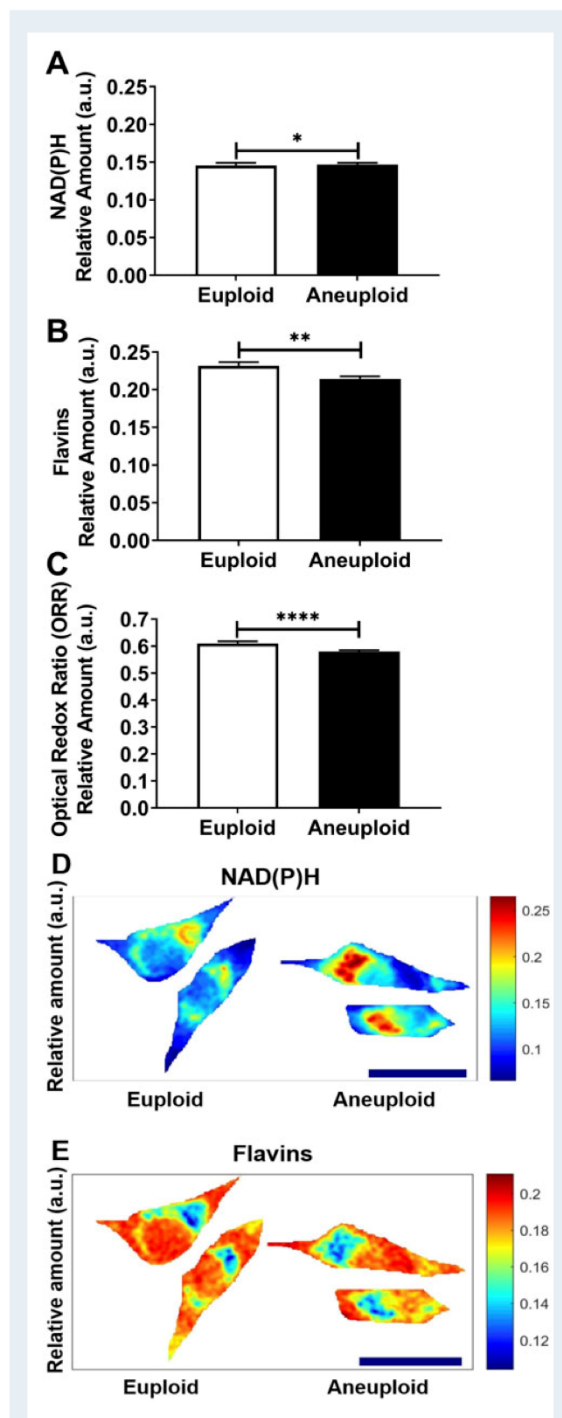 A
NAD(P)H
Relative Amount (a.u.)
0.25
0.20
0.15
0.10
0.05
0.00
*
Euploid
Aneuploid
B
Flavins
Relative Amount (a.u.)
0.25
0.20
0.15
0.10
0.05
0.00
**
Euploid
Aneuploid
C
Optical Redox Ratio (ORR)
Relative Amount (a.u.)
0.7
0.6
0.5
0.4
0.3
0.2
0.1
0.0
****
Euploid
Aneuploid
D
NAD(P)H
Relative amount (a.u.)
0.25
0.2
0.15
0.1
Euploid
Aneuploid
E
Flavins
Relative amount (a.u.)
0.2
0.18
0.16
0.14
0.12
Euploid
Aneuploid